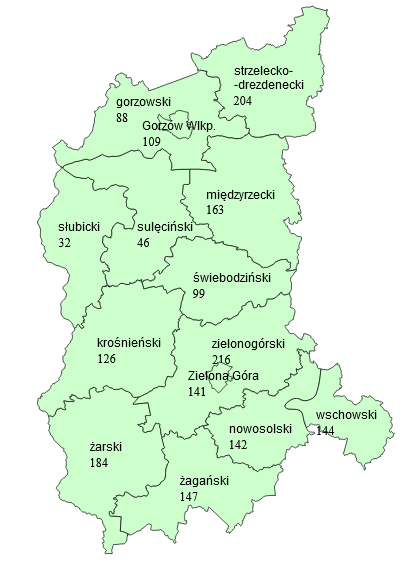 strzelecko-
-drezdenecki
204
gorzowski
88
Gorzów Wlkp.
109
międzyrzecki
163
słubicki
32
sulęciński
46
świebodziński
99
krośnieński
126
zielonogórski
216
Zielona Góra
141
wschowski
144
nowosolski
142
żarski
184
żagański
147